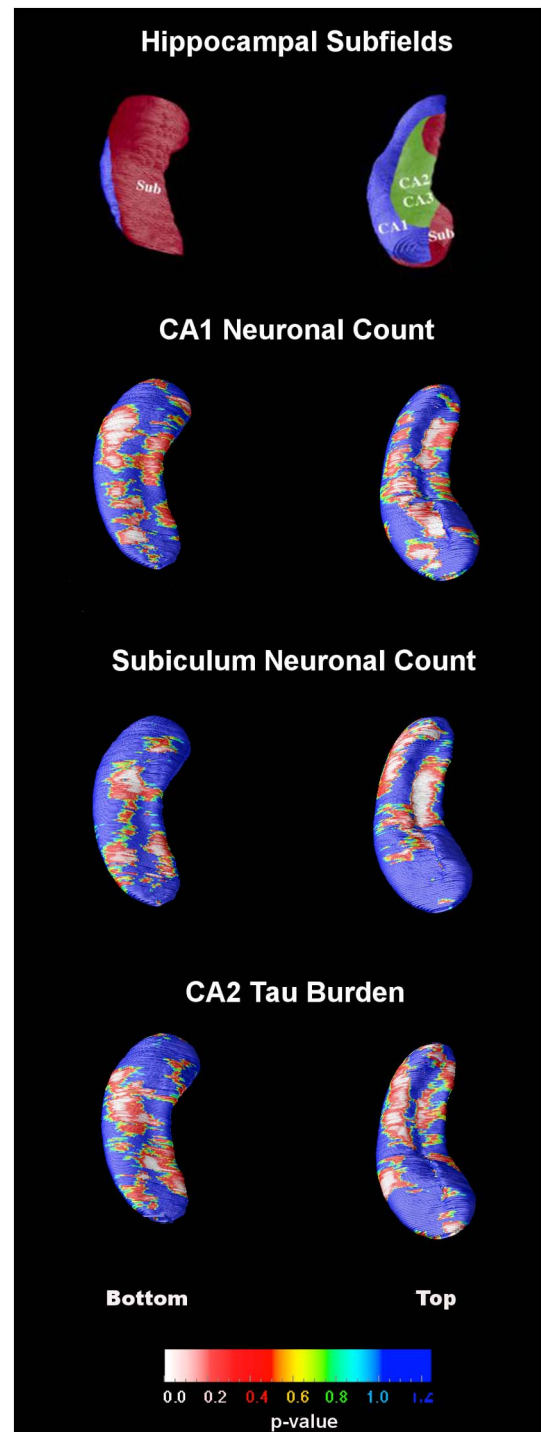 Hippocampal Subfields
Sub
CA2
CA3
CA1
Sub
CA1 Neuronal Count
Subiculum Neuronal Count
CA2 Tau Burden
Bottom Top
0.0 0.2 0.4 0.6 0.8 1.0 1.2
p-value